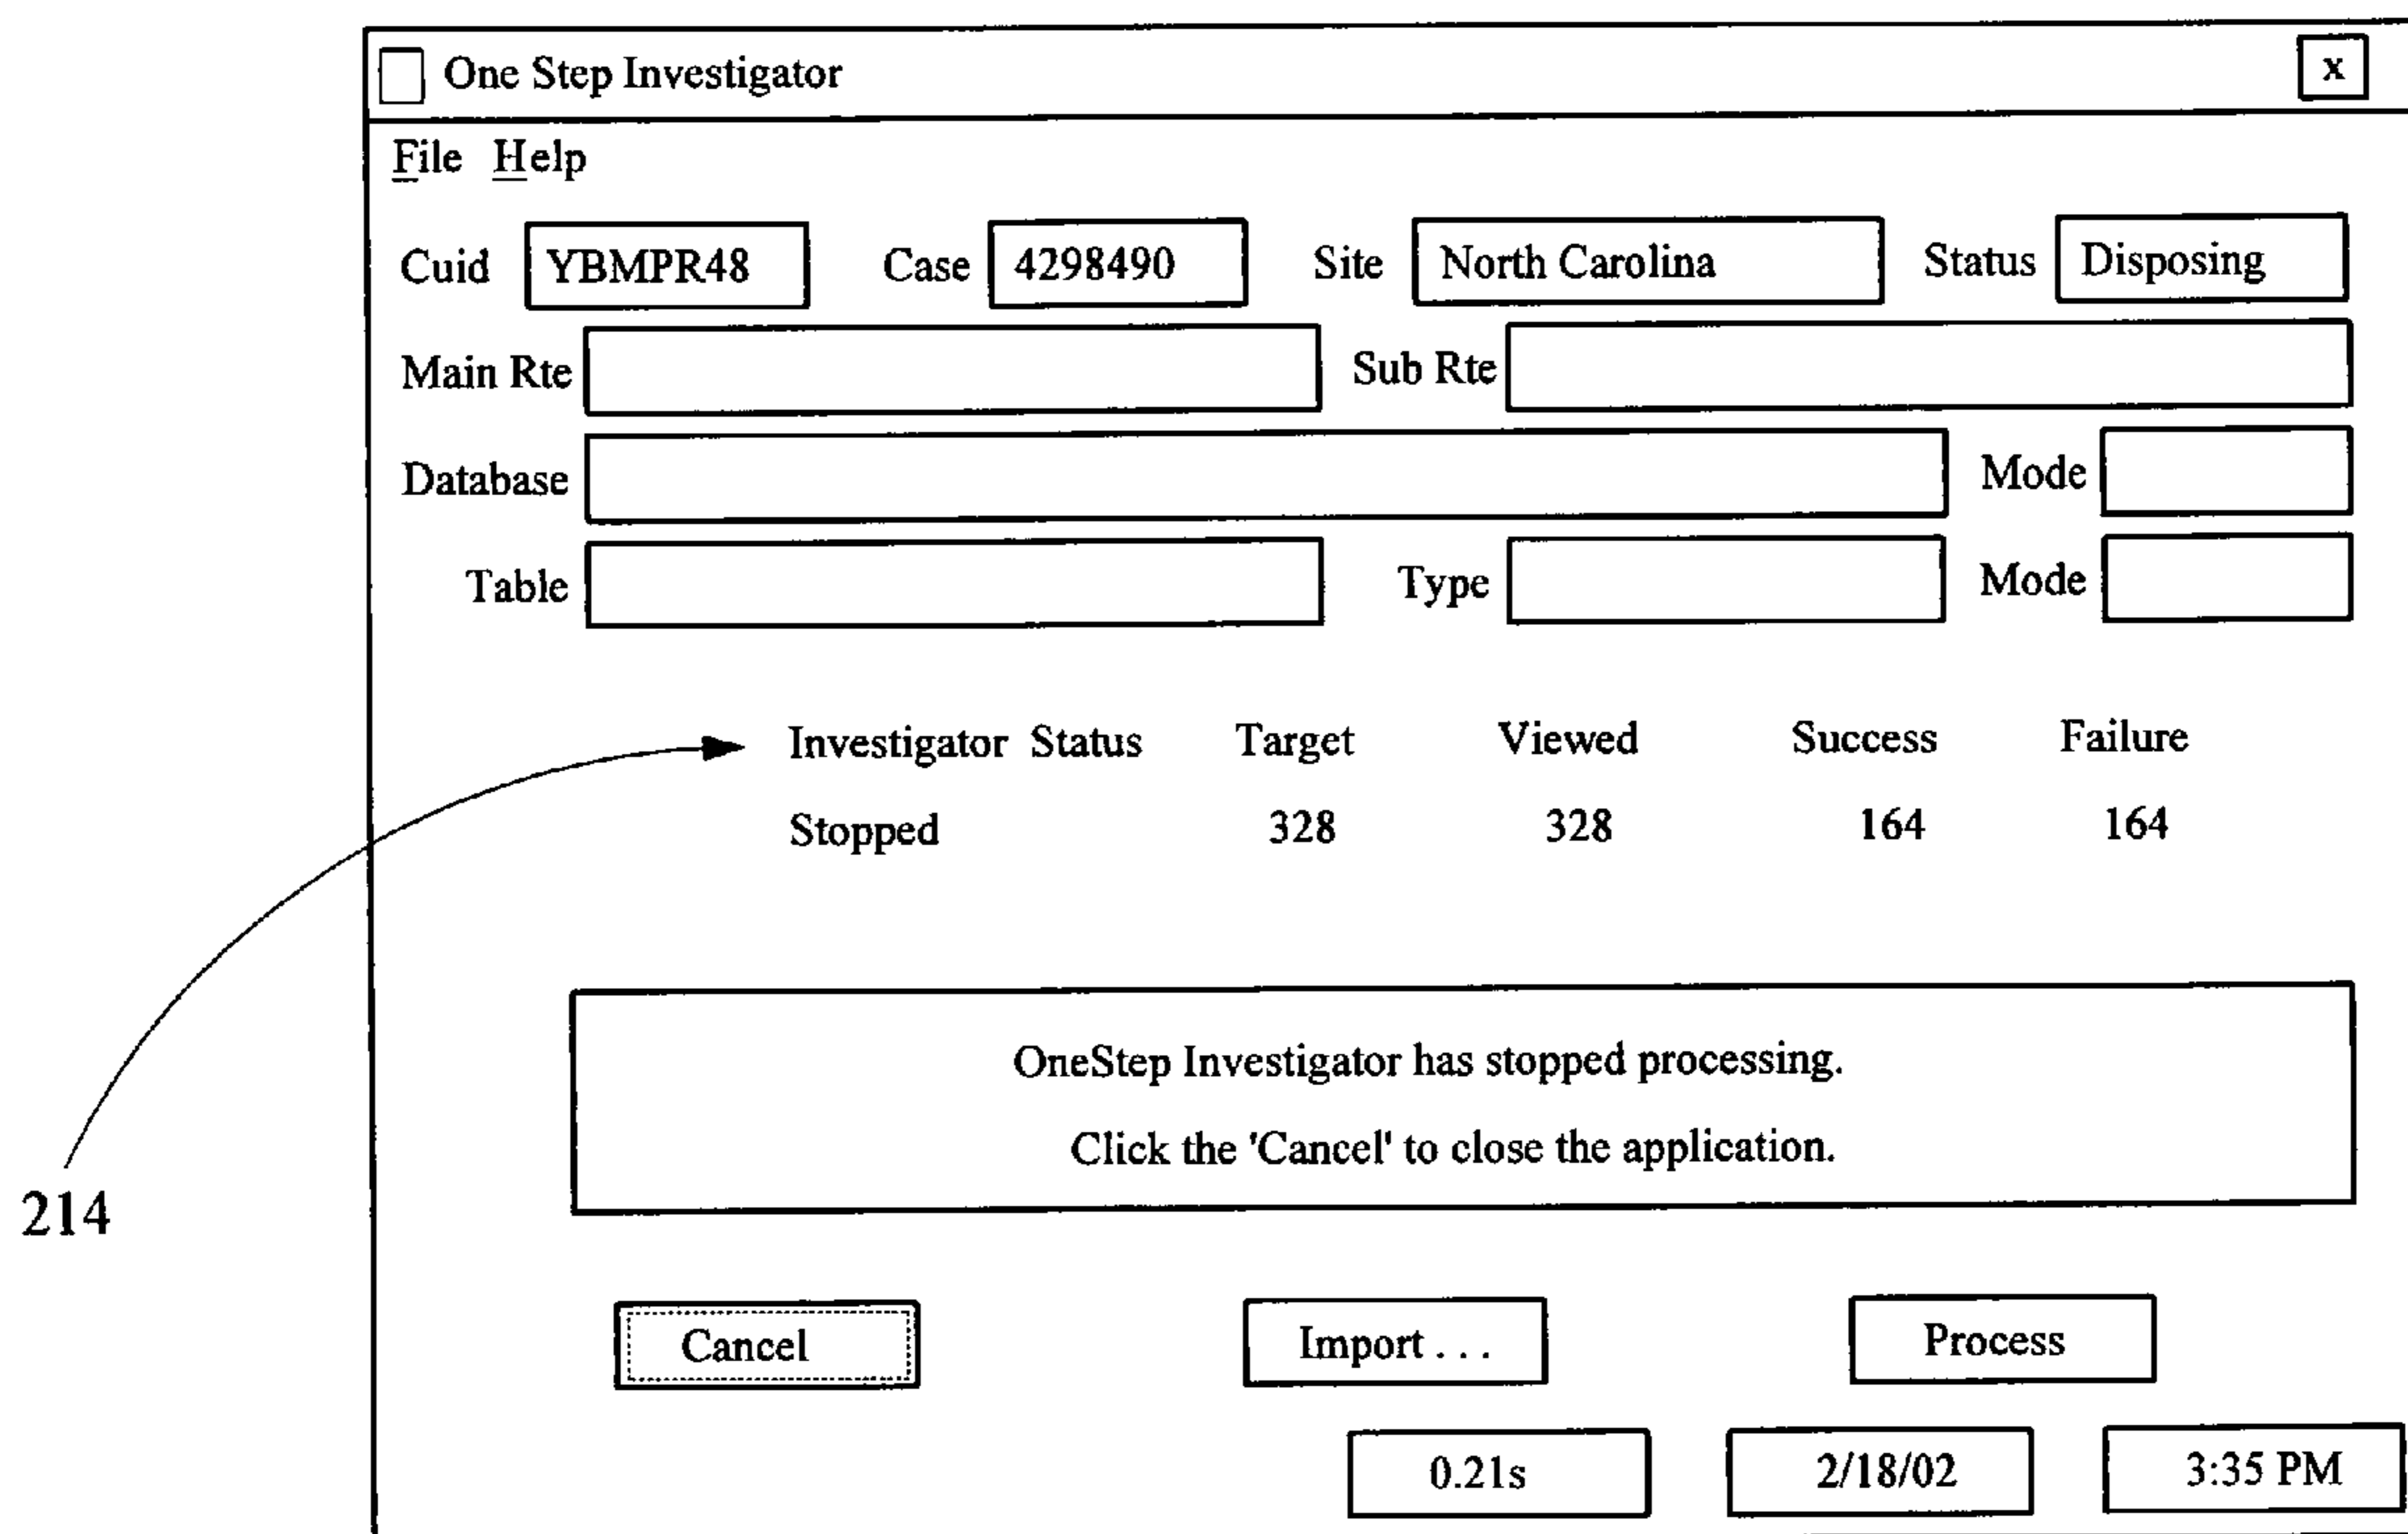 One Step Investigator x
File Help
Cuid YBMPR48 Case 4298490 Site North Carolina Status Disposing
Main Rte Sub Rte
Database Mode
Table Type Mode
Investigator Status Target Viewed Success Failure
Stopped 328 328 164 164
OneStep Investigator has stopped processing.
Click the 'Cancel' to close the application.
214
Cancel Import . . . Process
0.21s 2/18/02 3:35 PM